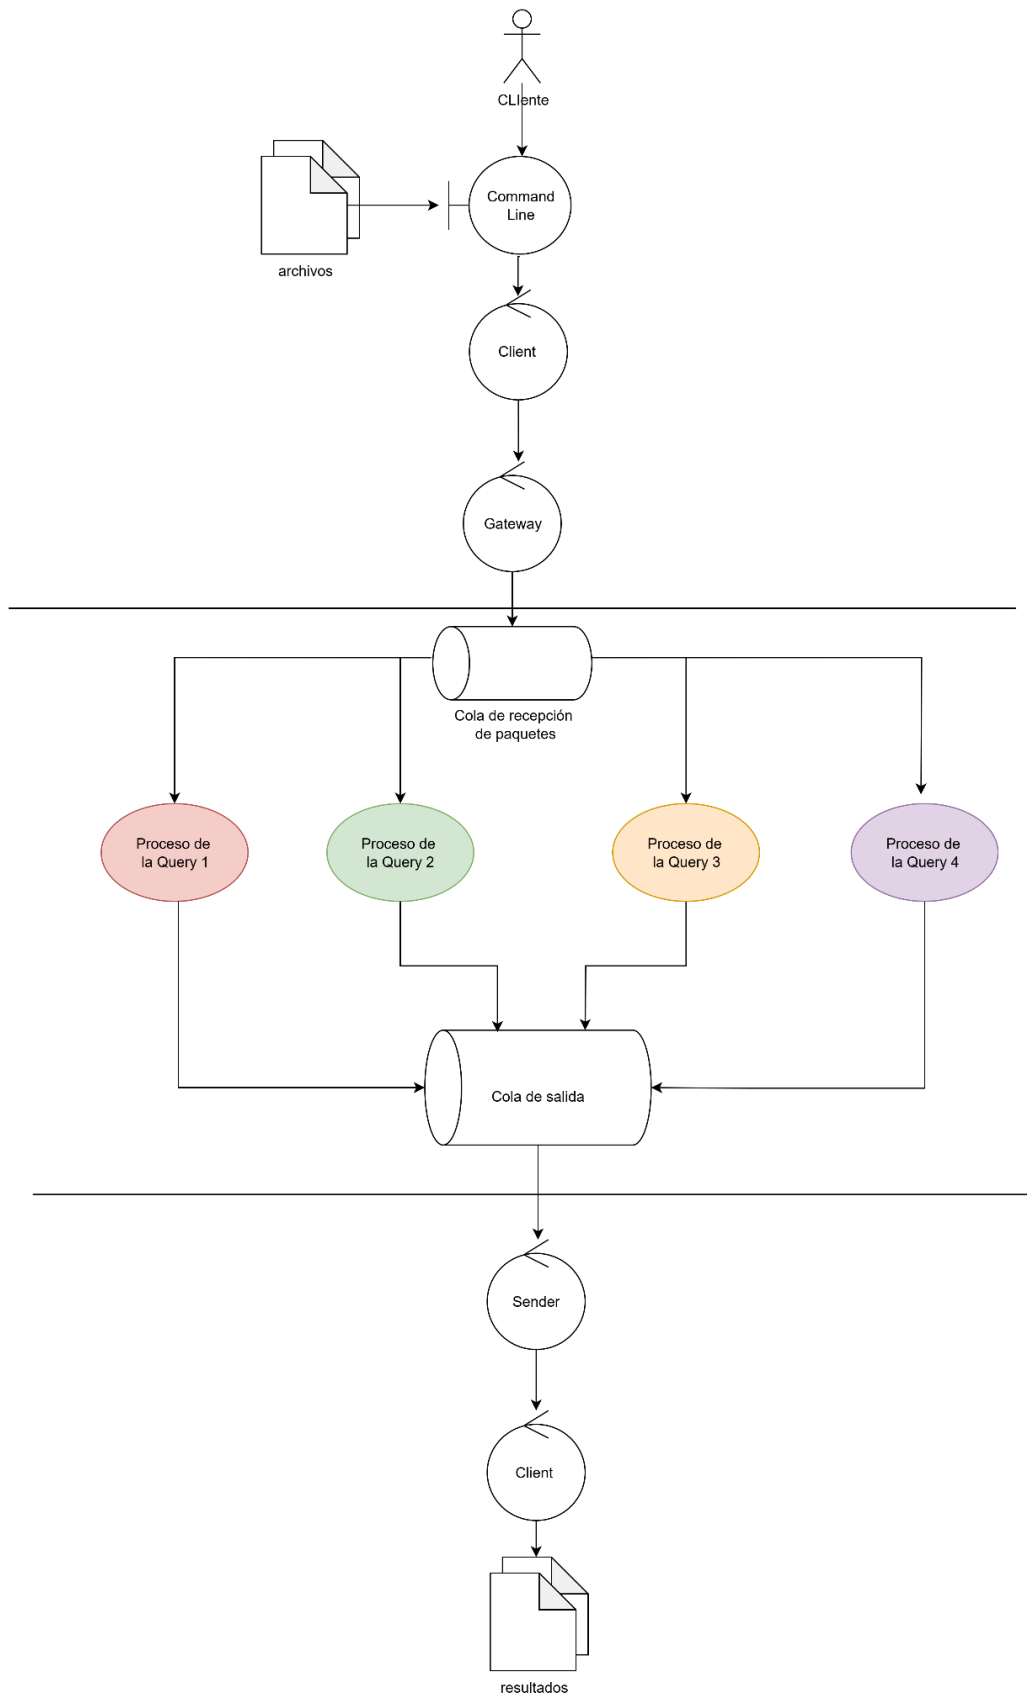 CLIente
Command
Line
archivos
Client
Gateway
Cola de recepción
de paquetes
Proceso de
la Query 1
Proceso de
la Query 2
Proceso de
la Query 3
Proceso de
la Query 4
Cola de salida
Sender
Client
resultados